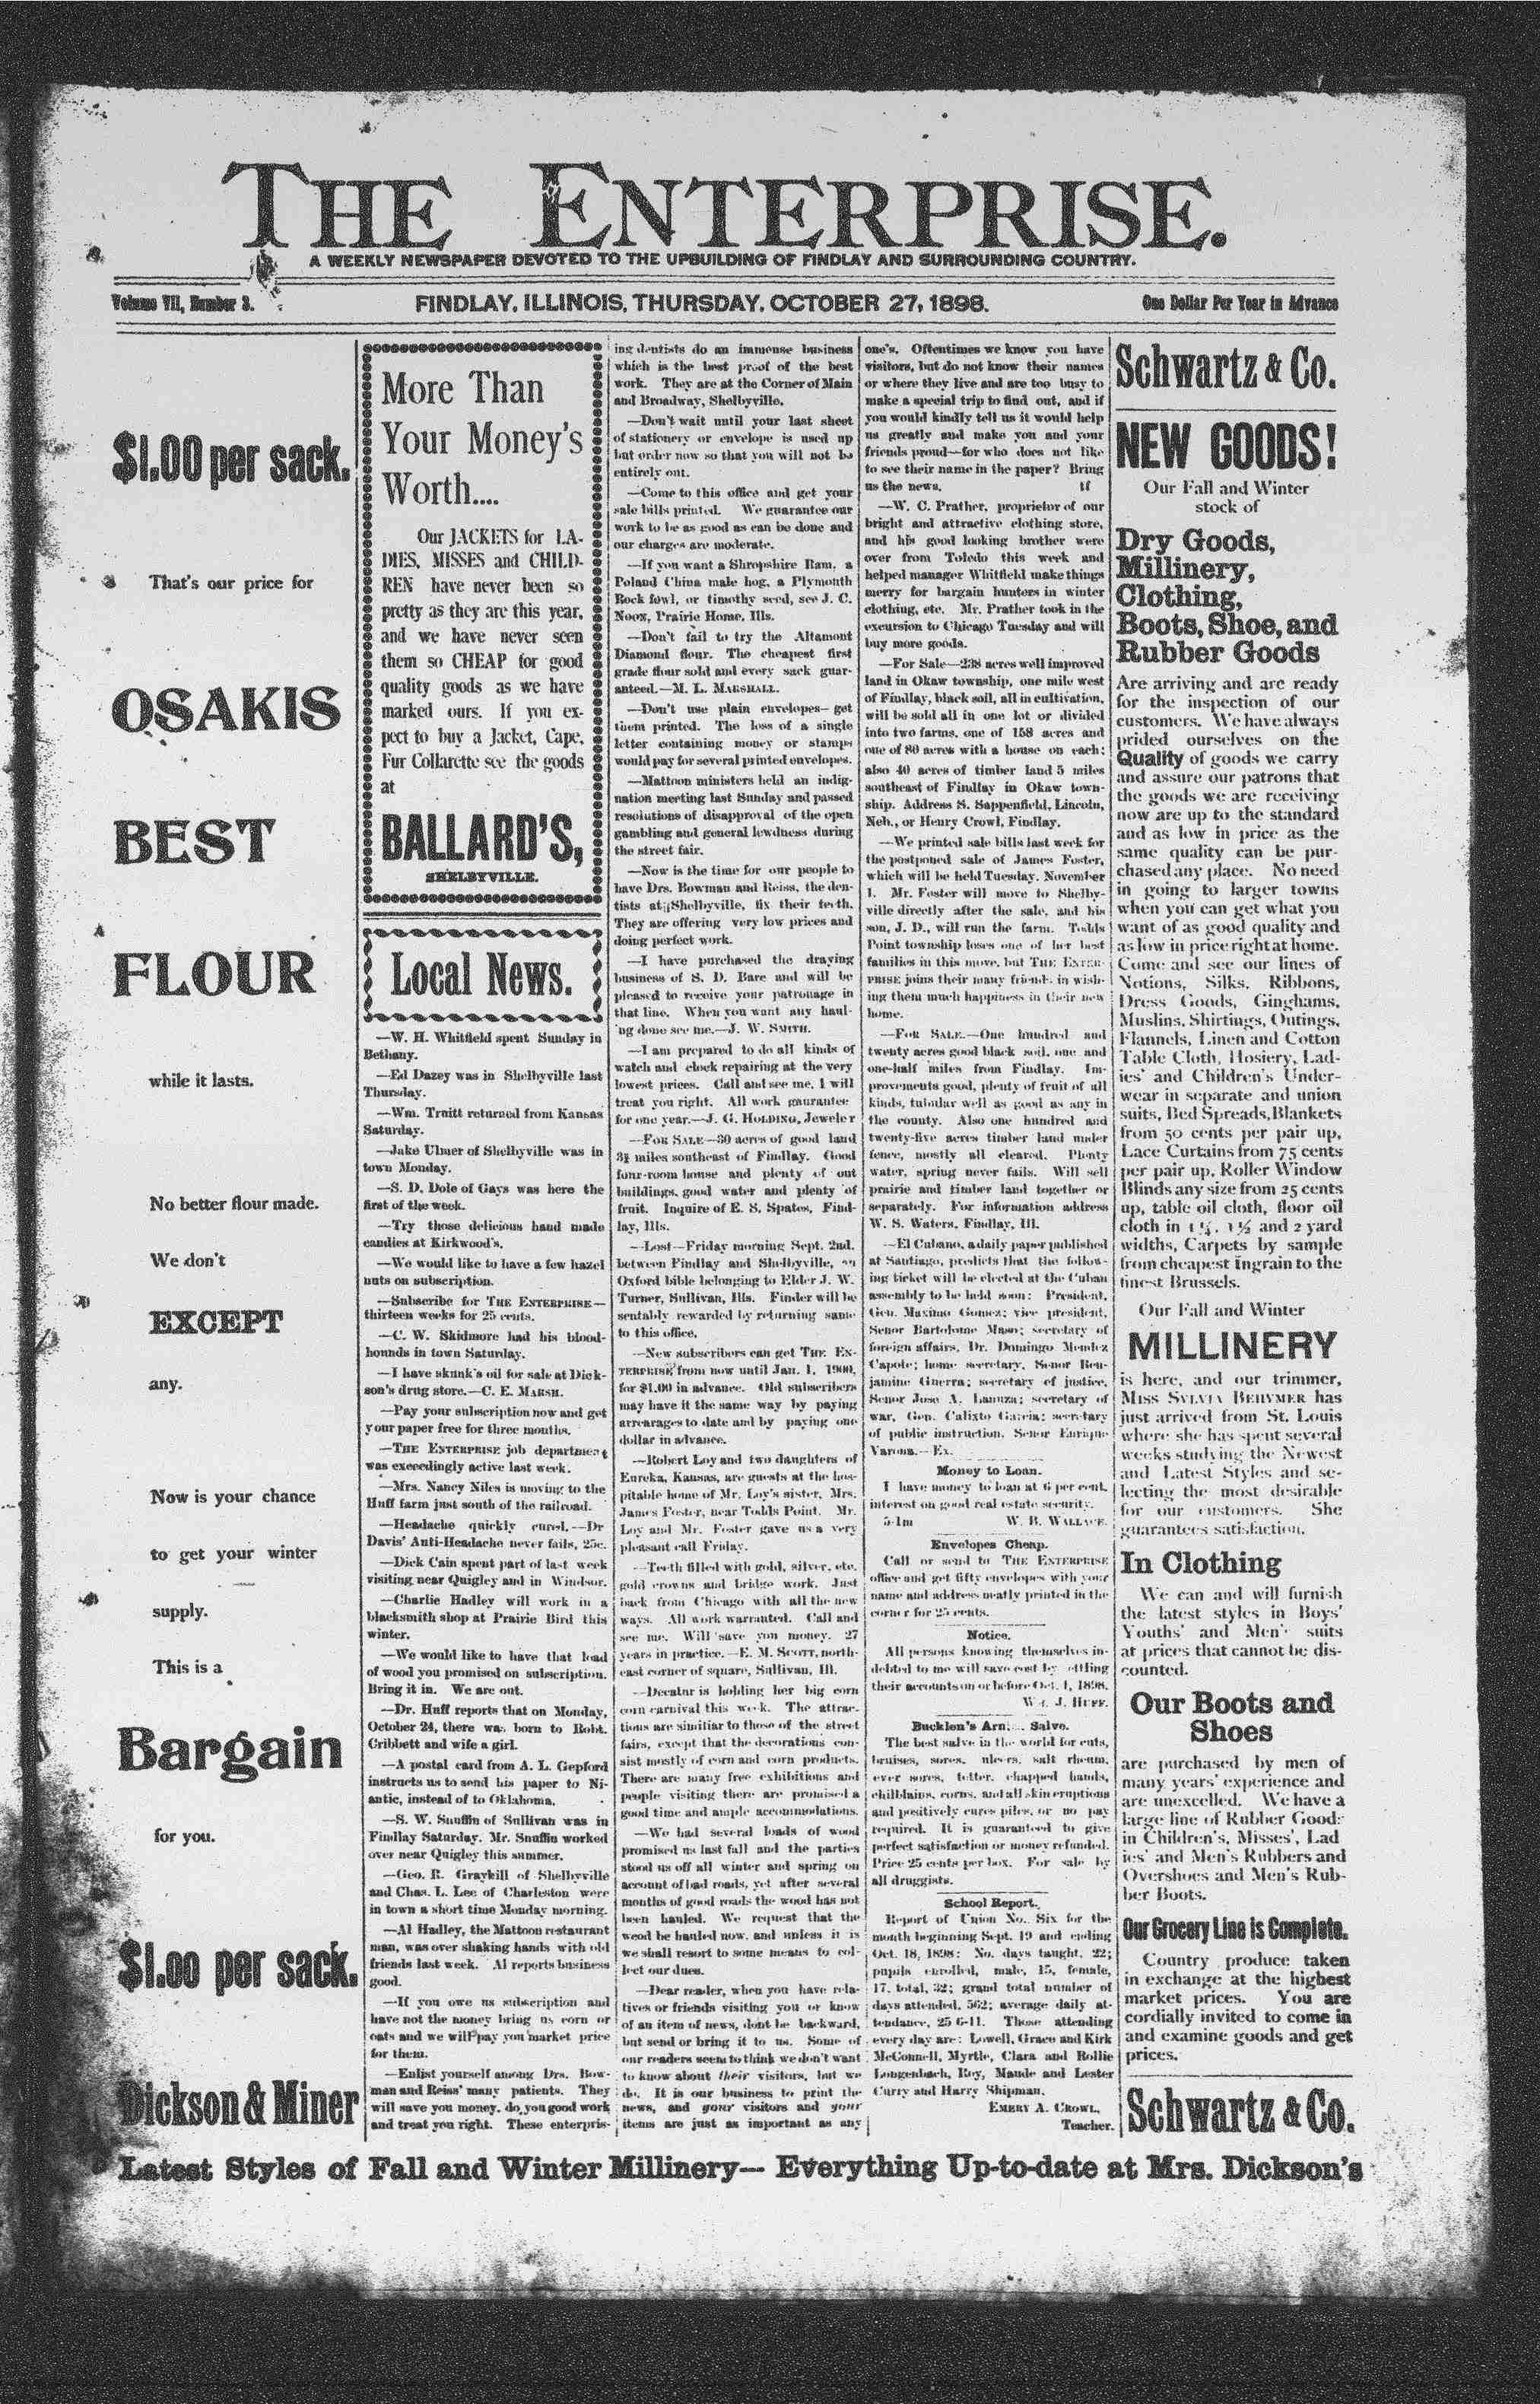 THE ENTERPRISE.
A WEEKLY NEWSPAPER DEVOTED TO THE UPBUILDING OF FINDLAY AND SURROUNDING COUNTRY.
Volume VII, Number 3.
FINDLAY, ILLINOIS, THURSDAY, OCTOBER 27, 1898.
One Dollar Per Year in Advance
$1.00 per sack.
That's our price for
OSAKIS
BEST
FLOUR
while it lasts.
No better flour made.
We don't
EXCEPT
any.
Now is your chance
to get your winter
supply.
This is a
Bargain
for you.
$1.00 per sack.
Dickson & Miner
More Than
Your Money's
Worth....
Our JACKETS for LA-
DIES, MISSES and CHILD-
REN have never been so
pretty as they are this year,
and we have never seen
them so CHEAP for good
quality goods as we have
marked ours. If you ex-
pect to buy a Jacket, Cape,
Fur Collarette see the goods
at
BALLARD'S,
SHELBYVILLE.
Local News.
—W. H. Whitfield spent Sunday in
Bethany.
—Ed Dazey was in Shelbyville last
Thursday.
—Wm. Truitt returned from Kansas
Saturday.
—Jake Ulmer of Shelbyville was in
town Monday.
—S. D. Dole of Gays was here the
first of the week.
—Try those delicious hand made
candies at Kirkwood's.
—We would like to have a few hazel
nuts on subscription.
—Subscribe for THE ENTERPRISE—
thirteen weeks for 25 cents.
—C. W. Skidmore had his blood-
hounds in town Saturday.
—I have skunk's oil for sale at Dick-
son's drug store.—C. E. MARSH.
—Pay your subscription now and get
your paper free for three months.
—THE ENTERPRISE job department
was exceedingly active last week.
—Mrs. Nancy Niles is moving to the
Huff farm just south of the railroad.
—Headache quickly cured.—Dr
Davis' Anti-Headache never fails, 25c.
—Dick Cain spent part of last week
visiting near Quigley and in Windsor.
—Charlie Hadley will work in a
blacksmith shop at Prairie Bird this
winter.
—We would like to have that load
of wood you promised on subscription.
Bring it in. We are out.
—Dr. Huff reports that on Monday,
October 24, there was born to Robt.
Cribbett and wife a girl.
—A postal card from A. L. Gepford
instructs us to send his paper to Ni-
antic, instead of to Oklahoma.
—S. W. Snuffin of Sullivan was in
Findlay Saturday. Mr. Snuffin worked
over near Quigley this summer.
—Geo. R. Graybill of Shelbyville
and Chas. L. Lee of Charleston were
in town a short time Monday morning.
—Al Hadley, the Mattoon restaurant
man, was over shaking hands with old
friends last week. Al reports business
good.
—If you owe us subscription and
have not the money bring us corn or
oats and we will pay you market price
for them.
—Enlist yourself among Drs. Bow-
man and Reiss' many patients. They
will save you money, do you good work
and treat you right. These enterpris-
ing dentists do an immense business
which is the best proof of the best
work. They are at the Corner of Main
and Broadway, Shelbyville.
—Don't wait until your last sheet
of stationery or envelope is used up
but order now so that you will not be
entirely out.
—Come to this office and get your
sale bills printed. We guarantee our
work to be as good as can be done and
our charges are moderate.
—If you want a Shropshire Ram, a
Poland China male hog, a Plymouth
Rock fowl, or timothy seed, see J. C.
NOON, Prairie Home, Ills.
—Don't fail to try the Altamont
Diamond flour. The cheapest first
grade flour sold and every sack guar-
anteed.—M. L. MARSHALL.
—Don't use plain envelopes—get
them printed. The loss of a single
letter containing money or stamps
would pay for several printed envelopes.
—Mattoon ministers held an indig-
nation meeting last Sunday and passed
resolutions of disapproval of the open
gambling and general lewdness during
the street fair.
—Now is the time for our people to
have Drs. Bowman and Reiss, the den-
tists at Shelbyville, fix their teeth.
They are offering very low prices and
doing perfect work.
—I have purchased the draying
business of S. D. Bare and will be
pleased to receive your patronage in
that line. When you want any haul-
ing done see me.—J. W. SMITH.
—I am prepared to do all kinds of
watch and clock repairing at the very
lowest prices. Call and see me, I will
treat you right. All work gaurantee
for one year.—J. G. HOLDING, Jeweler
—FOR SALE—30 acres of good land
3½ miles southeast of Findlay. Good
four-room house and plenty of out
buildings, good water and plenty of
fruit. Inquire of E. S. Spates, Find-
lay, Ills.
—Lost—Friday morning Sept. 2nd.
between Findlay and Shelbyville, an
Oxford bible belonging to Elder J. W.
Turner, Sullivan, Ills. Finder will be
suitably rewarded by returning same
to this office.
—New subscribers can get THE EN-
TERPRISE from now until Jan. 1, 1900,
for $1.00 in advance. Old subscribers
may have it the same way by paying
arrearages to date and by paying one
dollar in advance.
—Robert Loy and two daughters of
Eureka, Kansas, are guests at the hos-
pitable home of Mr. Loy's sister, Mrs.
James Foster, near Todds Point. Mr.
Loy and Mr. Foster gave us a very
pleasant call Friday.
—Teeth filled with gold, silver, etc.
gold crowns and bridge work. Just
back from Chicago with all the new
ways. All work warranted. Call and
see me. Will save you money. 27
years in practice.—E. M. SCOTT, north-
east corner of square, Sullivan, Ill.
—Decatur is holding her big corn
corn carnival this week. The attrac-
tions are similiar to those of the street
fairs, except that the decorations con-
sist mostly of corn and corn products.
There are many free exhibitions and
people visiting there are promised a
good time and ample accommodations.
—We had several loads of wood
promised us last fall and the parties
stood us off all winter and spring on
account of bad roads, yet after several
months of good roads the wood has not
been hauled. We request that the
wood be hauled now, and unless it is
we shall resort to some means to col-
lect our dues.
—Dear reader, when you have rela-
tives or friends visiting you or know
of an item of news, dont be backward,
but send or bring it to us. Some of
our readers seem to think we don't want
to know about their visitors, but we
do. It is our business to print the
news, and your visitors and your
items are just as important as any
one's. Oftentimes we know you have
visitors, but do not know their names
or where they live and are too busy to
make a special trip to find out, and if
you would kindly tell us it would help
us greatly and make you and your
friends proud—for who does not like
to see their name in the paper? Bring
us the news. tf
—W. C. Prather, proprietor of our
bright and attractive clothing store,
and his good looking brother were
over from Toledo this week and
helped manager Whitfield make things
merry for bargain hunters in winter
clothing, etc. Mr. Prather took in the
excursion to Chicago Tuesday and will
buy more goods.
—For Sale—238 acres well improved
land in Okaw township, one mile west
of Findlay, black soil, all in cultivation,
will be sold all in one lot or divided
into two farms, one of 158 acres and
one of 80 acres with a house on each;
also 40 acres of timber land 5 miles
southeast of Findlay in Okaw town-
ship. Address S. Sappenfield, Lincoln,
Neb., or Henry Crowl, Findlay.
—We printed sale bills last week for
the postponed sale of James Foster,
which will be held Tuesday, November
1. Mr. Foster will move to Shelby-
ville directly after the sale, and his
son, J. D., will run the farm. Todds
Point township loses one of her best
families in this move, but THE ENTER-
PRISE joins their many friends in wish-
ing them much happiness in their new
home.
—FOR SALE.—One hundred and
twenty acres good black soil, one and
one-half miles from Findlay. Im-
provements good, plenty of fruit of all
kinds, tubular well as good as any in
the county. Also one hundred and
twenty-five acres timber land under
fence, mostly all cleared. Plenty
water, spring never fails. Will sell
prairie and timber land together or
separately. For information address
W. S. Waters, Findlay, Ill.
—El Cubano, a daily paper published
at Santiago, predicts that the follow-
ing ticket will be elected at the Cuban
assembly to be held soon: President,
Gen. Maximo Gomez; vice president,
Senor Bartolome Maso; secretary of
foreign affairs, Dr. Domingo Mendez
Capote; home secretary, Senor Ben-
jamine Guerra; secretary of justice,
Senor Jose A. Lanuza; secretary of
war, Gen. Calixto Garcia; secretary
of public instruction, Senor Enrique
Varona.—Ex.
Money to Loan.
I have money to loan at 6 per cent.
interest on good real estate security.
5-1m W. B. WALLACE.
Envelopes Cheap.
Call or send to THE ENTERPRISE
office and get fifty envelopes with your
name and address neatly printed in the
corner for 25 cents.
Notice.
All persons knowing themselves in-
debted to me will save cost by settling
their accounts on or before Oct. 1, 1898.
J. HUFF.
Bucklen's Salve.
The best salve in the world for cuts,
bruises, sores, ulcers, salt rheum,
ever sores, tetter, chapped hands,
chilblains, corns, and all skin eruptions
and positively cures piles, or no pay
required. It is guaranteed to give
perfect satisfaction or money refunded.
Price 25 cents per box. For sale by
all druggists.
School Report.
Report of Union No. Six for the
month beginning Sept. 19 and ending
Oct. 18, 1898: No. days taught, 22;
pupils enrolled, male, 15, female,
17, total, 32; grand total number of
days attended, 562; average daily at-
tendance, 25 6-11. Those attending
every day are: Lowell, Grace and Kirk
McConnell, Myrtle, Clara and Rollie
Longenbach, Roy, Maude and Lester
Curry and Harry Shipman.
EMERY A. CROWL,
Teacher.
Schwartz & Co.
NEW GOODS!
Our Fall and Winter
stock of
Dry Goods,
Millinery,
Clothing,
Boots, Shoe, and
Rubber Goods
Are arriving and are ready
for the inspection of our
customers. We have always
prided ourselves on the
Quality of goods we carry
and assure our patrons that
the goods we are receiving
now are up to the standard
and as low in price as the
same quality can be pur-
chased any place. No need
in going to larger towns
when you can get what you
want of as good quality and
as low in price right at home.
Come and see our lines of
Notions, Silks, Ribbons,
Dress Goods, Ginghams,
Muslins, Shirtings, Outings,
Flannels, Linen and Cotton
Table Cloth, Hosiery, Lad-
ies' and Children's Under-
wear in separate and union
suits, Bed Spreads, Blankets
from 50 cents per pair up,
Lace Curtains from 75 cents
per pair up, Roller Window
Blinds any size from 25 cents
up, table oil cloth, floor oil
cloth in 1¼, 1½ and 2 yard
widths, Carpets by sample
from cheapest Ingrain to the
finest Brussels.
Our Fall and Winter
MILLINERY
is here, and our trimmer,
MISS SYLVIA BEHYMER has
just arrived from St. Louis
where she has spent several
weeks studying the Newest
and Latest Styles and se-
lecting the most desirable
for our customers. She
guarantees satisfaction.
In Clothing
We can and will furnish
the latest styles in Boys'
Youths' and Men's suits
at prices that cannot be dis-
counted.
Our Boots and
Shoes
are purchased by men of
many years' experience and
are unexcelled. We have a
large line of Rubber Goods
in Children's, Misses', Lad
ies' and Men's Rubbers and
Overshoes and Men's Rub-
ber Boots.
Our Grocery Line is Complete.
Country produce taken
in exchange at the highest
market prices. You are
cordially invited to come in
and examine goods and get
prices.
Schwartz & Co.
Latest Styles of Fall and Winter Millinery-- Everything Up-to-date at Mrs. Dickson's